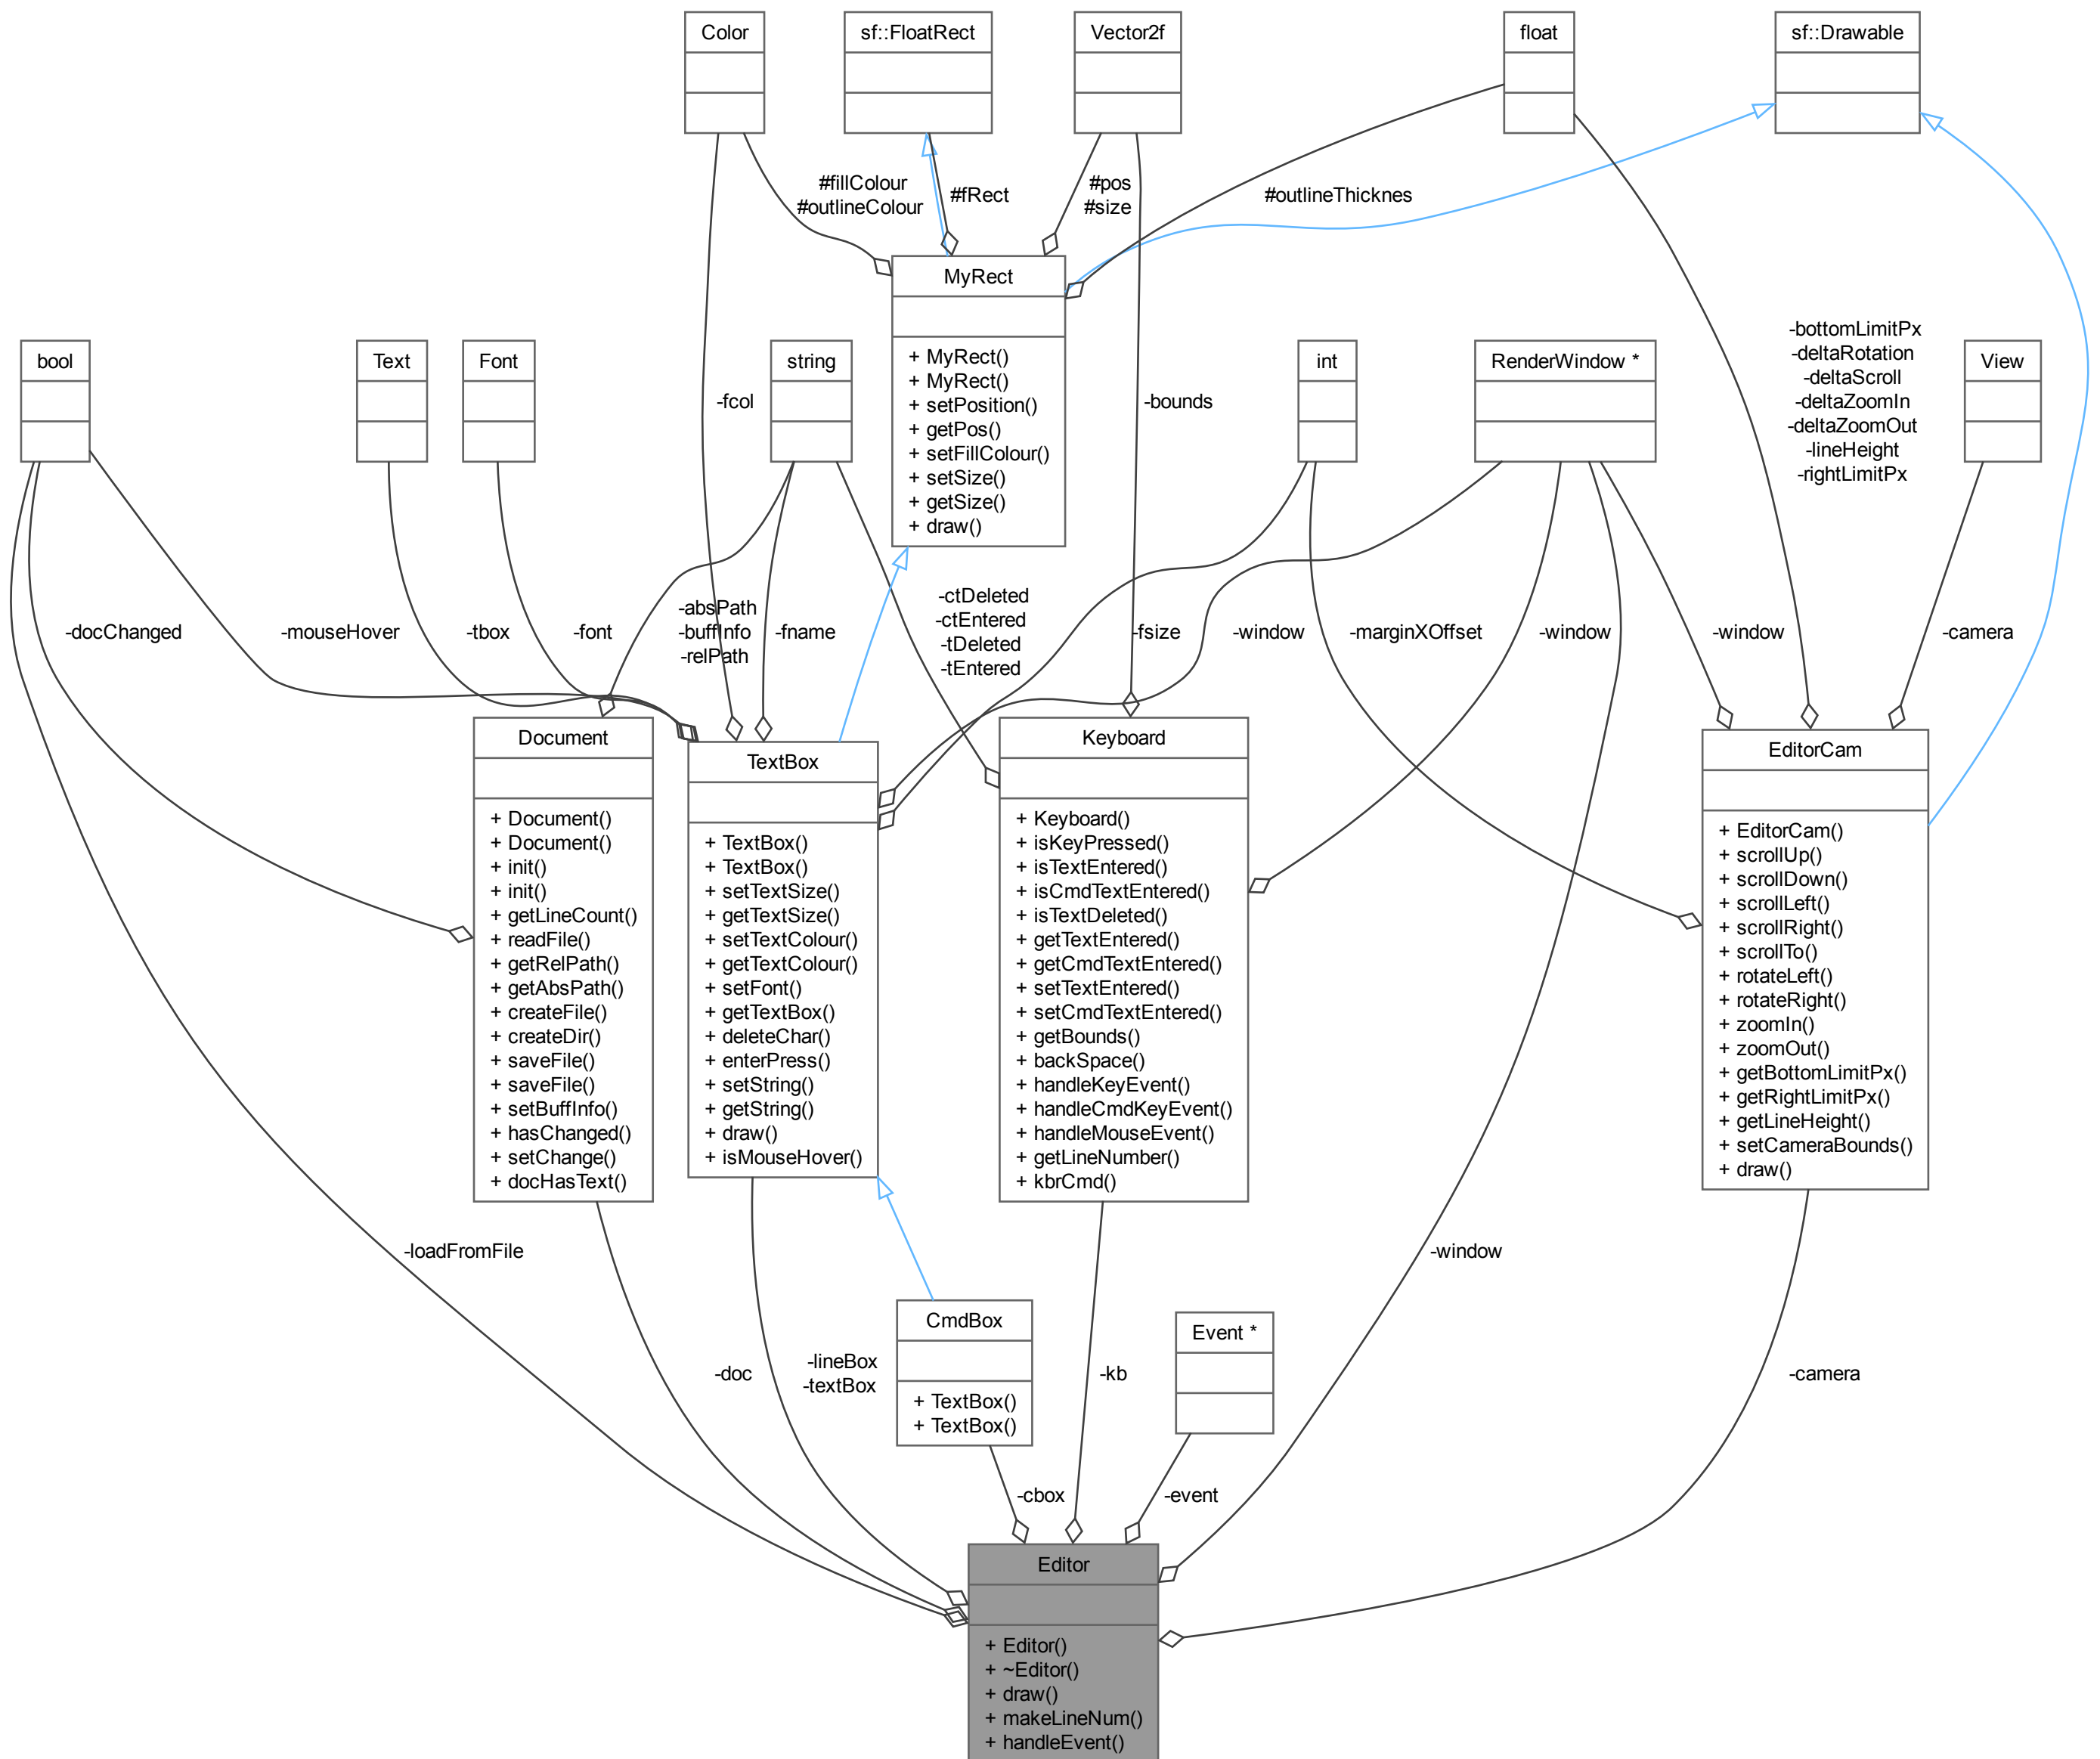 Color
sf::FloatRect
Vector2f
float
sf::Drawable
#fillColour
#outlineColour
#fRect
#pos
#size
#outlineThicknes
MyRect
+ MyRect()
+ MyRect()
+ setPosition()
+ getPos()
+ setFillColour()
+ setSize()
+ getSize()
+ draw()
bool
Text
Font
string
int
RenderWindow *
View
-fcol
-bounds
-bottomLimitPx
-deltaRotation
-deltaScroll
-deltaZoomIn
-deltaZoomOut
-lineHeight
-rightLimitPx
-docChanged
-mouseHover
-tbox
-font
-absPath
-buffInfo
-relPath
-fname
-ctDeleted
-ctEntered
-tDeleted
-tEntered
-fsize
-window
-marginXOffset
-window
-window
-camera
Document
+ Document()
+ Document()
+ init()
+ init()
+ getLineCount()
+ readFile()
+ getRelPath()
+ getAbsPath()
+ createFile()
+ createDir()
+ saveFile()
+ saveFile()
+ setBuffInfo()
+ hasChanged()
+ setChange()
+ docHasText()
TextBox
+ TextBox()
+ TextBox()
+ setTextSize()
+ getTextSize()
+ setTextColour()
+ getTextColour()
+ setFont()
+ getTextBox()
+ deleteChar()
+ enterPress()
+ setString()
+ getString()
+ draw()
+ isMouseHover()
Keyboard
+ Keyboard()
+ isKeyPressed()
+ isTextEntered()
+ isCmdTextEntered()
+ isTextDeleted()
+ getTextEntered()
+ getCmdTextEntered()
+ setTextEntered()
+ setCmdTextEntered()
+ getBounds()
+ backSpace()
+ handleKeyEvent()
+ handleCmdKeyEvent()
+ handleMouseEvent()
+ getLineNumber()
+ kbrCmd()
EditorCam
+ EditorCam()
+ scrollUp()
+ scrollDown()
+ scrollLeft()
+ scrollRight()
+ scrollTo()
+ rotateLeft()
+ rotateRight()
+ zoomIn()
+ zoomOut()
+ getBottomLimitPx()
+ getRightLimitPx()
+ getLineHeight()
+ setCameraBounds()
+ draw()
-loadFromFile
-window
CmdBox
+ TextBox()
+ TextBox()
Event *
-doc
-lineBox
-textBox
-kb
-camera
-cbox
-event
Editor
+ Editor()
+ ~Editor()
+ draw()
+ makeLineNum()
+ handleEvent()